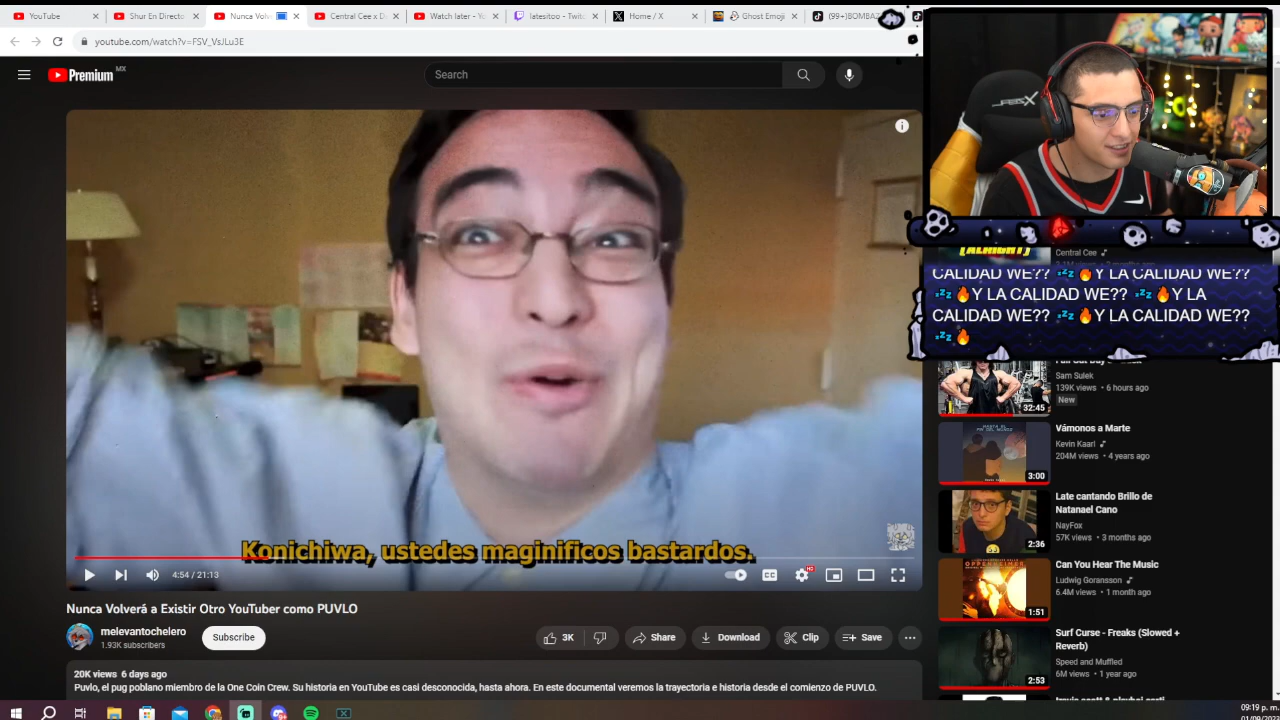 YouTube
Shur En Directo
Nunca Volv
Central Cee x D
Watch later - Yo
latesitoo - Twitc
Home / X
Ghost Emoji
(99+)BOMBAZ
youtube.com/watch?v=FSV_VsJLu3E
Premium MX
Search
Konichiwa, ustedes maginificos bastardos.
4:54 / 21:13
HD
Nunca Volverá a Existir Otro YouTuber como PUVLO
melevantochelero
1.93K subscribers
Subscribe
3K
Share
Download
Clip
Save
20K views 6 days ago
Puvlo, el pug poblano miembro de la One Coin Crew. Su historia en YouTube es casi desconocida, hasta ahora. En este documental veremos la trayectoria e historia desde el comienzo de PUVLO.
(ALRIGHT)
Central Cee
CALIDAD WE?? 💤🔥Y LA CALIDAD WE??
💤🔥Y LA CALIDAD WE?? 💤🔥Y LA
CALIDAD WE?? 💤🔥Y LA CALIDAD WE??
💤🔥
Sam Sulek
139K views • 6 hours ago
New
32:45
Vámonos a Marte
Kevin Kaarl
204M views • 4 years ago
3:00
Late cantando Brillo de
Natanael Cano
NayFox
57K views • 3 months ago
2:36
Can You Hear The Music
Ludwig Goransson
6.4M views • 1 month ago
OPPENHEIMER
1:51
Surf Curse - Freaks (Slowed +
Reverb)
Speed and Muffled
6M views • 1 year ago
2:53
09:19 p. m.